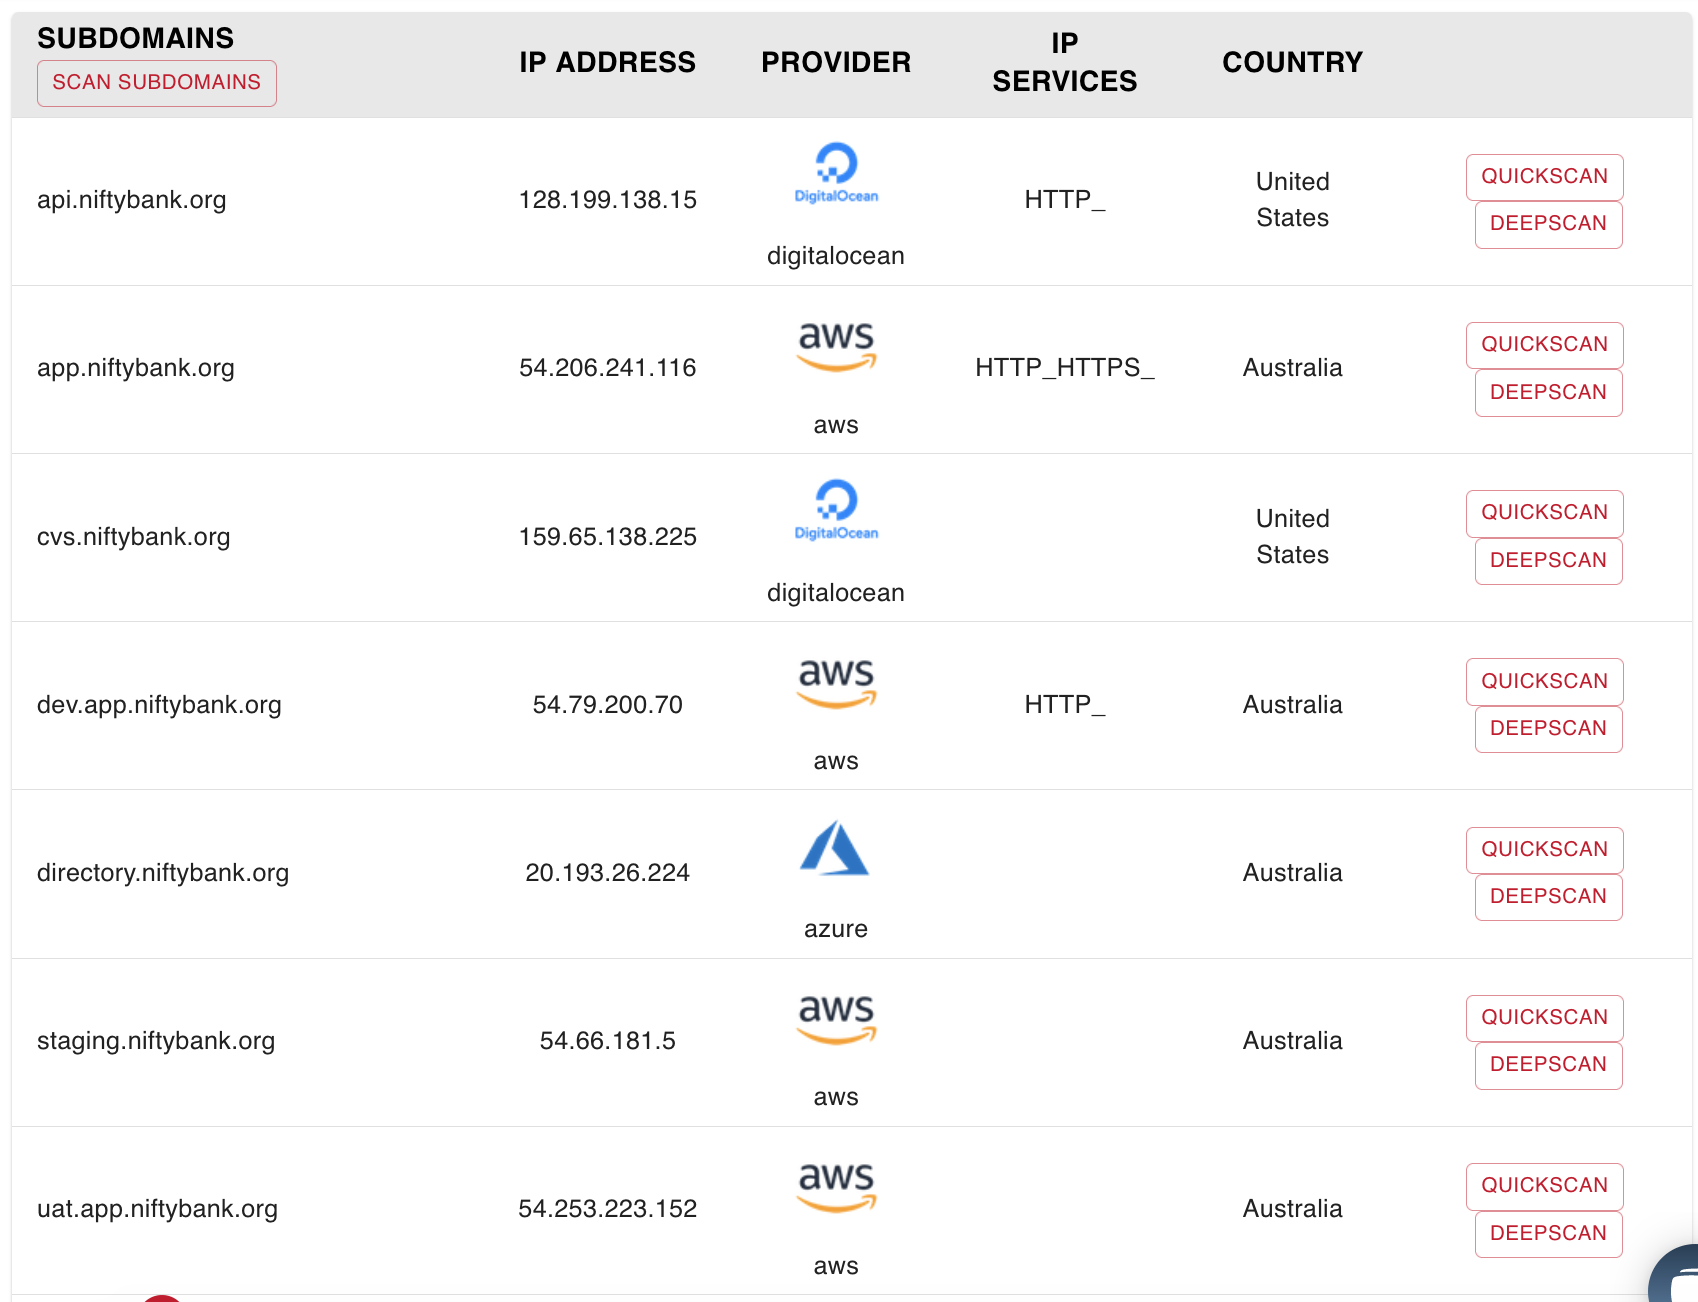 SUBDOMAINS
SCAN SUBDOMAINS
IP ADDRESS
PROVIDER
IP
SERVICES
COUNTRY
api.niftybank.org
128.199.138.15
DigitalOcean
digitalocean
HTTP_
United
States
QUICKSCAN
DEEPSCAN
app.niftybank.org
54.206.241.116
aws
aws
HTTP_HTTPS_
Australia
QUICKSCAN
DEEPSCAN
cvs.niftybank.org
159.65.138.225
DigitalOcean
digitalocean
United
States
QUICKSCAN
DEEPSCAN
dev.app.niftybank.org
54.79.200.70
aws
aws
HTTP_
Australia
QUICKSCAN
DEEPSCAN
directory.niftybank.org
20.193.26.224
azure
Australia
QUICKSCAN
DEEPSCAN
staging.niftybank.org
54.66.181.5
aws
aws
Australia
QUICKSCAN
DEEPSCAN
uat.app.niftybank.org
54.253.223.152
aws
aws
Australia
QUICKSCAN
DEEPSCAN